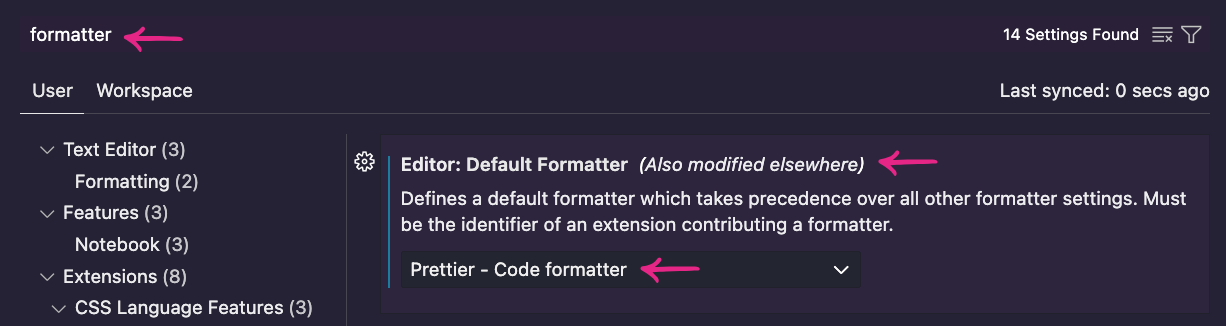 formatter
14 Settings Found
User Workspace
Last synced: 0 secs ago
Text Editor (3)
Formatting (2)
Features (3)
Notebook (3)
Extensions (8)
CSS Language Features (3)
Editor: Default Formatter (Also modified elsewhere)
Defines a default formatter which takes precedence over all other formatter settings. Must
be the identifier of an extension contributing a formatter.
Prettier - Code formatter